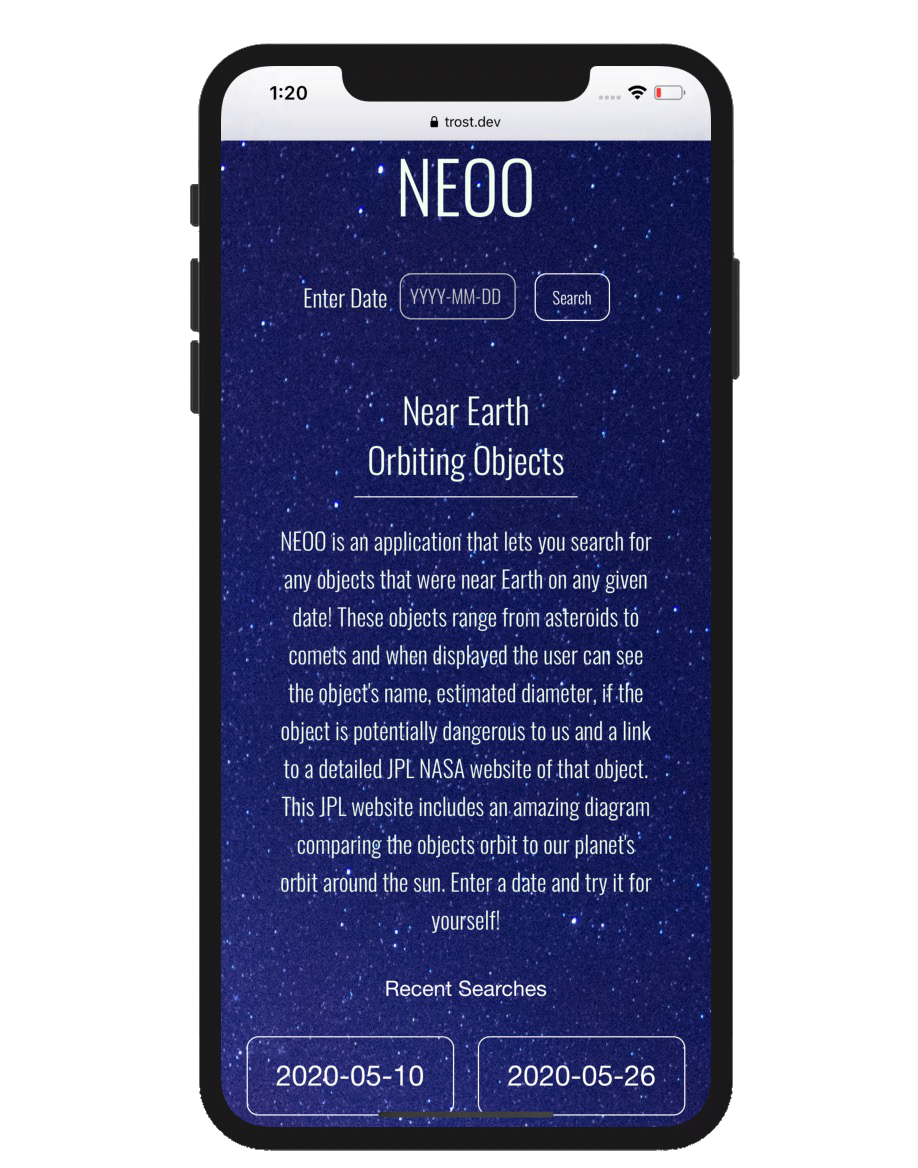 1:20
trost.dev
NEOO
Enter Date YYYY-MM-DD Search
Near Earth
Orbiting Objects
NEOO is an application that lets you search for
any objects that were near Earth on any given
date! These objects range from asteroids to
comets and when displayed the user can see
the object's name, estimated diameter, if the
object is potentially dangerous to us and a link
to a detailed JPL NASA website of that object.
This JPL website includes an amazing diagram
comparing the objects orbit to our planet's
orbit around the sun. Enter a date and try it for
yourself!
Recent Searches
2020-05-10 2020-05-26